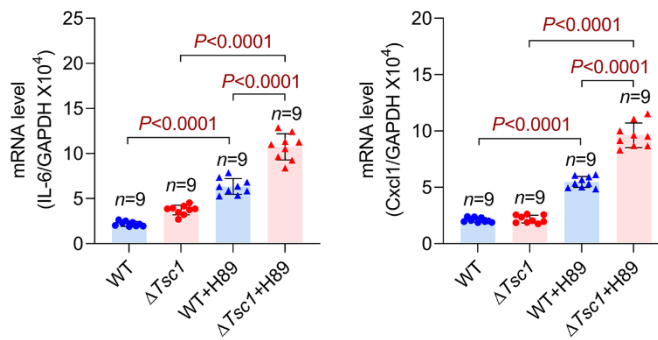 mRNA level
(IL-6/GAPDH X10⁴)
25
20
15
10
5
0
P<0.0001
P<0.0001
P<0.0001
n=9
n=9
n=9
n=9
WT
ΔTsc1
WT+H89
ΔTsc1+H89
mRNA level
(Cxcl1/GAPDH X10⁴)
20
15
10
5
0
P<0.0001
P<0.0001
P<0.0001
n=9
n=9
n=9
n=9
WT
ΔTsc1
WT+H89
ΔTsc1+H89